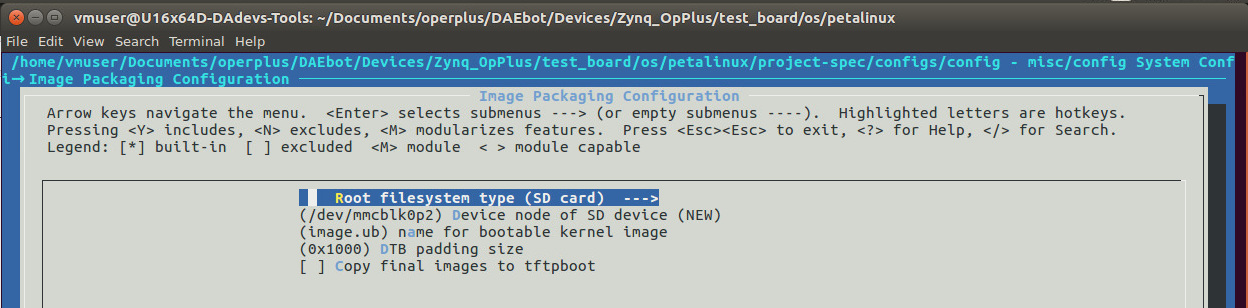 vmuser@U16x64D-DAdevs-Tools: ~/Documents/operplus/DAEbot/Devices/Zynq_OpPlus/test_board/os/petalinux
File Edit View Search Terminal Help
/home/vmuser/Documents/operplus/DAEbot/Devices/Zynq_OpPlus/test_board/os/petalinux/project-spec/configs/config - misc/config System Conf
i→ Image Packaging Configuration
Image Packaging Configuration
Arrow keys navigate the menu. <Enter> selects submenus ---> (or empty submenus ----). Highlighted letters are hotkeys.
Pressing <Y> includes, <N> excludes, <M> modularizes features. Press <Esc><Esc> to exit, <?> for Help, </> for Search.
Legend: [*] built-in [ ] excluded <M> module < > module capable
Root filesystem type (SD card) --->
(/dev/mmcblk0p2) Device node of SD device (NEW)
(image.ub) name for bootable kernel image
(0x1000) DTB padding size
[ ] Copy final images to tftpboot